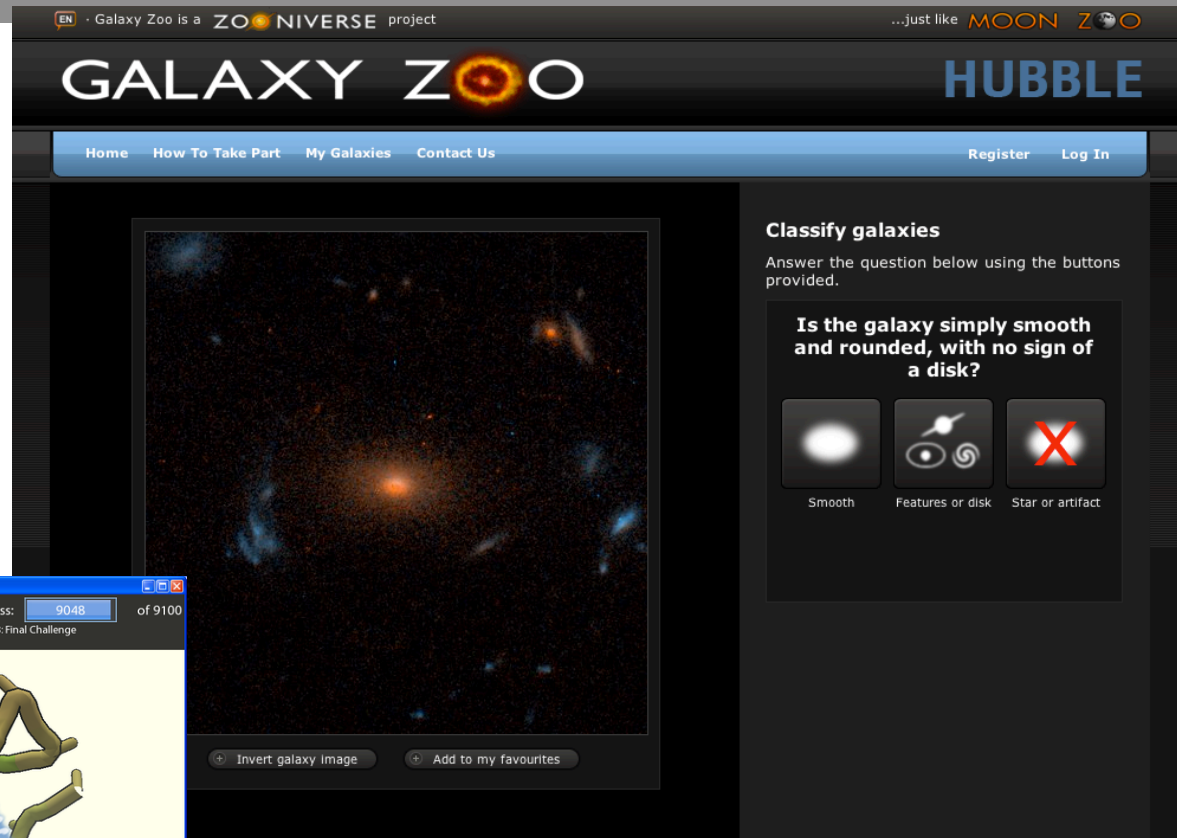 EN · Galaxy Zoo is a ZOONIVERSE project
...just like MOON ZOO
GALAXY ZOO
HUBBLE
Home How To Take Part My Galaxies Contact Us
Register Log In
Classify galaxies
Answer the question below using the buttons
provided.
Is the galaxy simply smooth
and rounded, with no sign of
a disk?
X
Smooth Features or disk Star or artifact
Invert galaxy image Add to my favourites
9048 of 9100
Final Challenge